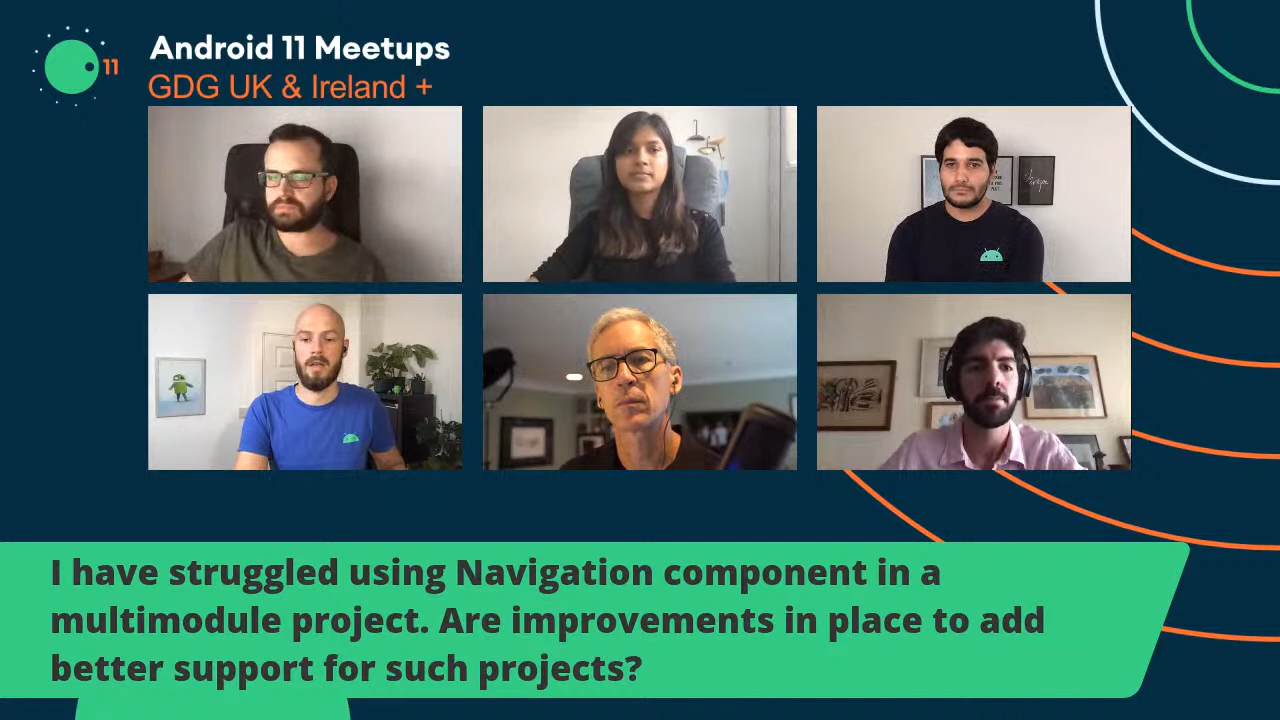 11
Android 11 Meetups
GDG UK & Ireland +
I have struggled using Navigation component in a
multimodule project. Are improvements in place to add
better support for such projects?